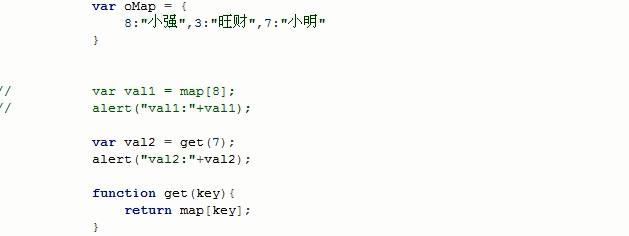 var oMap = {
8:"小强",3:"旺财",7:"小明"
}
// var val1 = map[8];
// alert("val1:"+val1);
var val2 = get(7);
alert("val2:"+val2);
function get(key){
return map[key];
}